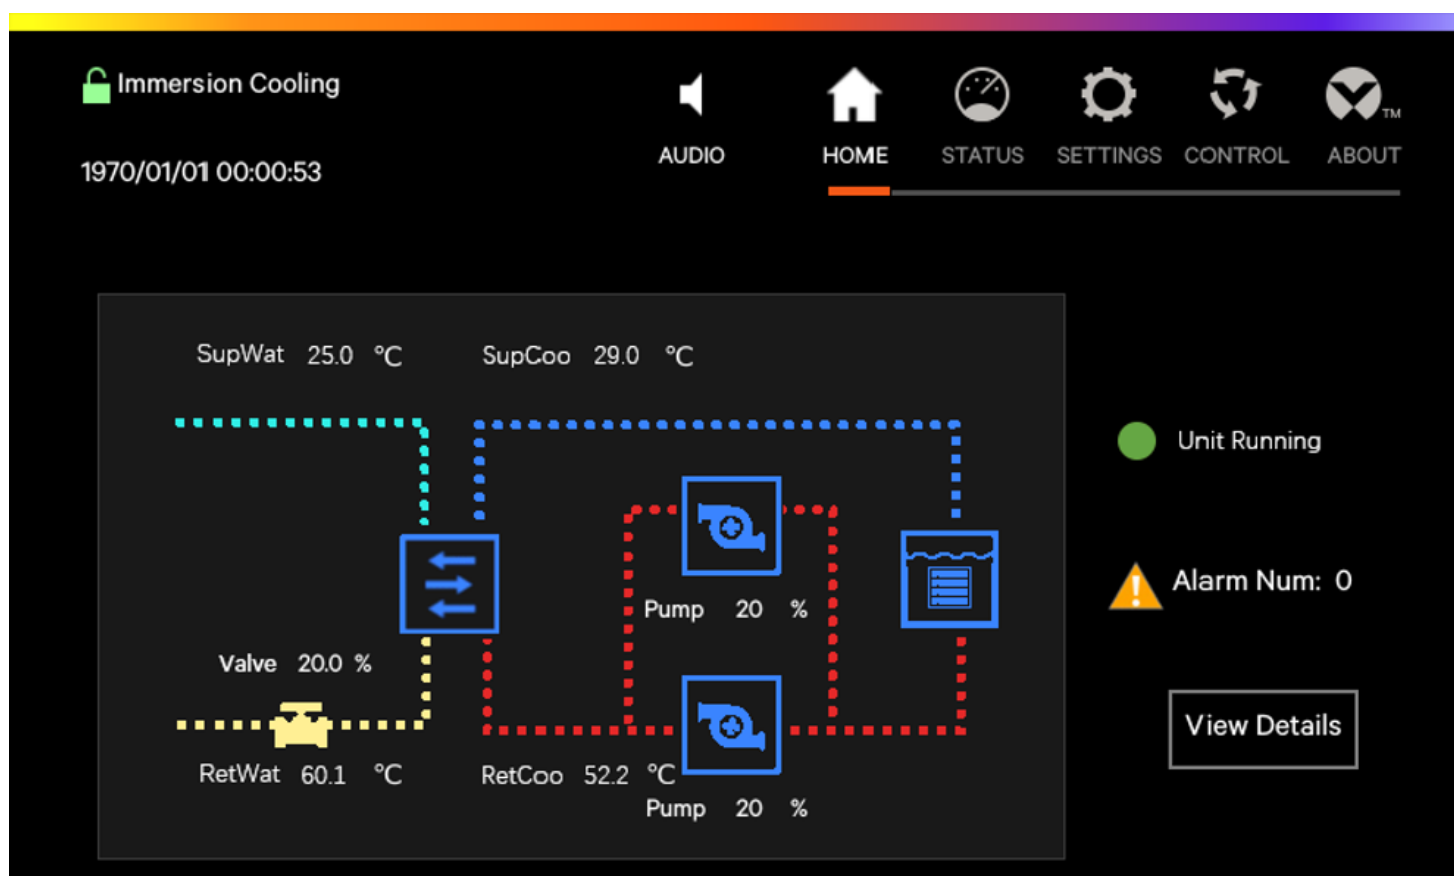 Immersion Cooling
1970/01/01 00:00:53
AUDIO
HOME
STATUS
SETTINGS
CONTROL
TM
ABOUT
SupWat 25.0 °C
SupCoo 29.0 °C
Unit Running
Alarm Num: 0
Pump 20 %
Valve 20.0 %
View Details
RetWat 60.1 °C
RetCoo 52.2 °C
Pump 20 %